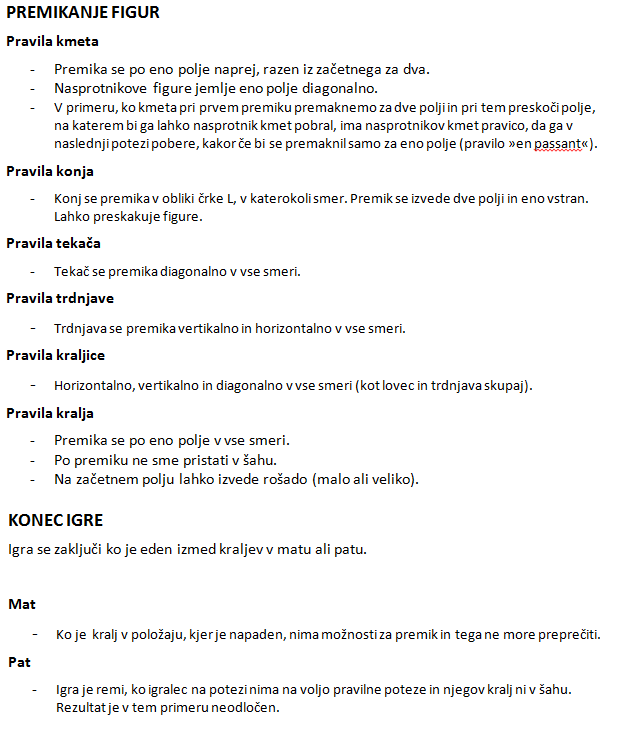 PREMIKANJE FIGUR
Pravila kmeta
- Premika se po eno polje naprej, razen iz začetnega za dva.
- Nasprotnikove figure jemlje eno polje diagonalno.
- V primeru, ko kmeta pri prvem premiku premaknemo za dve polji in pri tem preskoči polje,
na katerem bi ga lahko nasprotnik kmet pobral, ima nasprotnikov kmet pravico, da ga v
naslednji potezi pobere, kakor če bi se premaknil samo za eno polje (pravilo »en passant«).
Pravila konja
- Konj se premika v obliki črke L, v katerokoli smer. Premik se izvede dve polji in eno vstran.
Lahko preskakuje figure.
Pravila tekača
- Tekač se premika diagonalno v vse smeri.
Pravila trdnjave
- Trdnjava se premika vertikalno in horizontalno v vse smeri.
Pravila kraljice
- Horizontalno, vertikalno in diagonalno v vse smeri (kot lovec in trdnjava skupaj).
Pravila kralja
- Premika se po eno polje v vse smeri.
- Po premiku ne sme pristati v šahu.
- Na začetnem polju lahko izvede rošado (malo ali veliko).
KONEC IGRE
Igra se zaključi ko je eden izmed kraljev v matu ali patu.
Mat
- Ko je kralj v položaju, kjer je napaden, nima možnosti za premik in tega ne more preprečiti.
Pat
- Igra je remi, ko igralec na potezi nima na voljo pravilne poteze in njegov kralj ni v šahu.
Rezultat je v tem primeru neodločen.